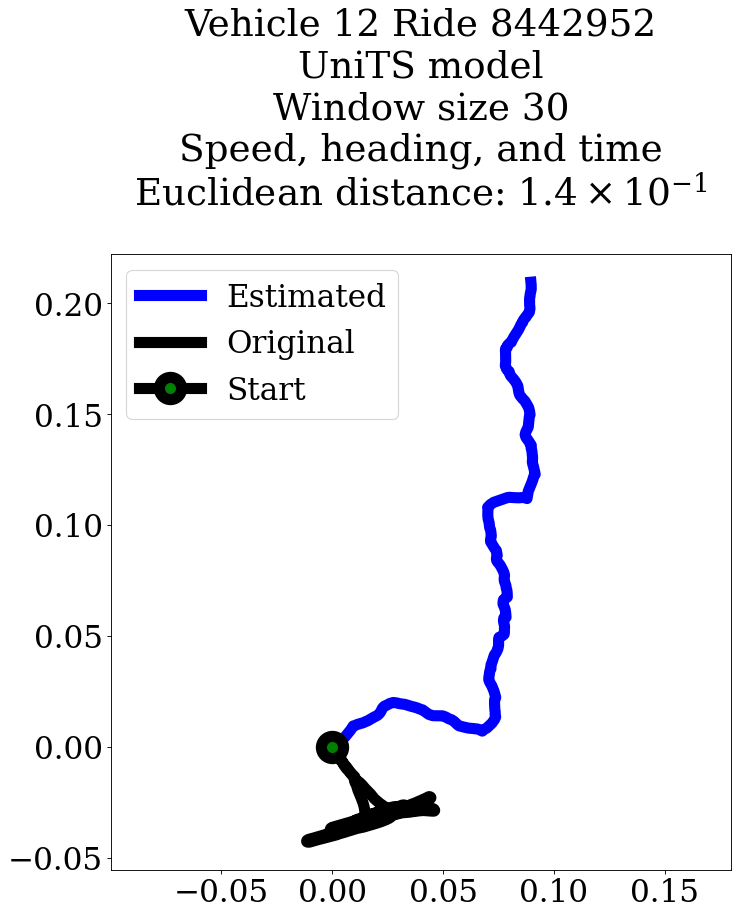 Vehicle 12 Ride 8442952
UniTS model
Window size 30
Speed, heading, and time
Euclidean distance: 1.4 × 10⁻¹
Estimated
Original
Start
0.20
0.15
0.10
0.05
0.00
−0.05
−0.05 0.00 0.05 0.10 0.15